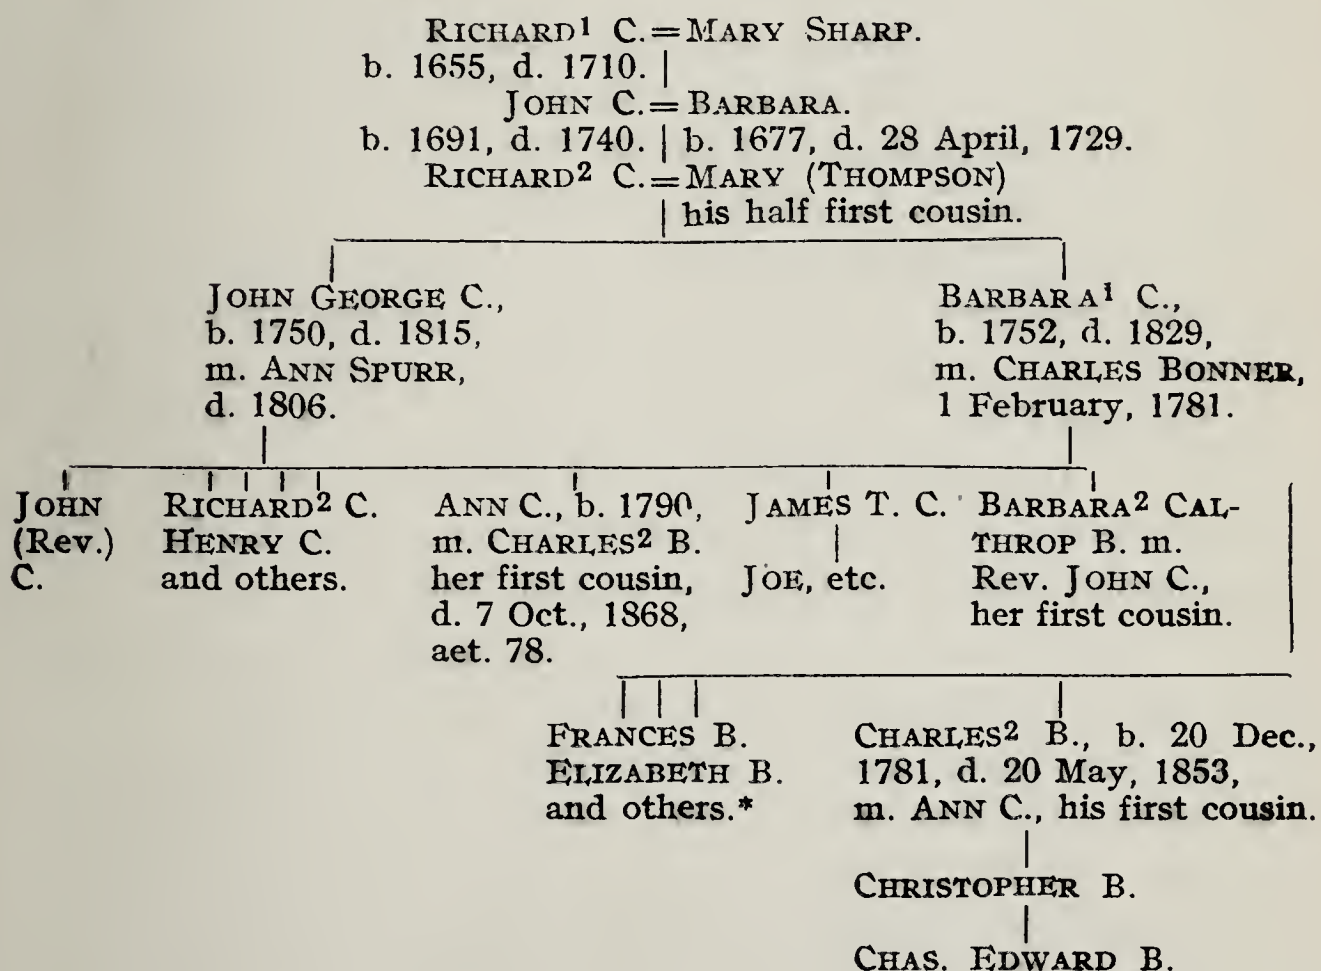 RICHARD¹ C. = MARY SHARP.
b. 1655, d. 1710.
JOHN C. = BARBARA.
b. 1691, d. 1740. b. 1677, d. 28 April, 1729.
RICHARD² C. = MARY (THOMPSON)
his half first cousin.
JOHN GEORGE C.,
b. 1750, d. 1815,
m. ANN SPURR,
d. 1806.
BARBARA¹ C.,
b. 1752, d. 1829,
m. CHARLES BONNER,
1 February, 1781.
JOHN
(Rev.)
C.
RICHARD² C.
HENRY C.
and others.
ANN C., b. 1790,
m. CHARLES² B.
her first cousin,
d. 7 Oct., 1868,
aet. 78.
JAMES T. C.
JOE, etc.
BARBARA² CAL-
THROP B. m.
Rev. JOHN C.,
her first cousin.
FRANCES B.
ELIZABETH B.
and others.*
CHARLES² B., b. 20 Dec.,
1781, d. 20 May, 1853,
m. ANN C., his first cousin.
CHRISTOPHER B.
CHAS. EDWARD B.